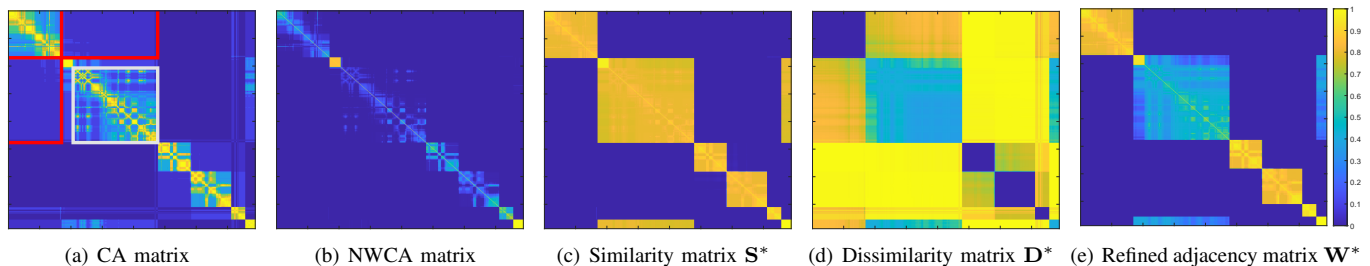 1
0.9
0.8
0.7
0.6
0.5
0.4
0.3
0.2
0.1
0
(a) CA matrix
(b) NWCA matrix
(c) Similarity matrix S*
(d) Dissimilarity matrix D*
(e) Refined adjacency matrix W*